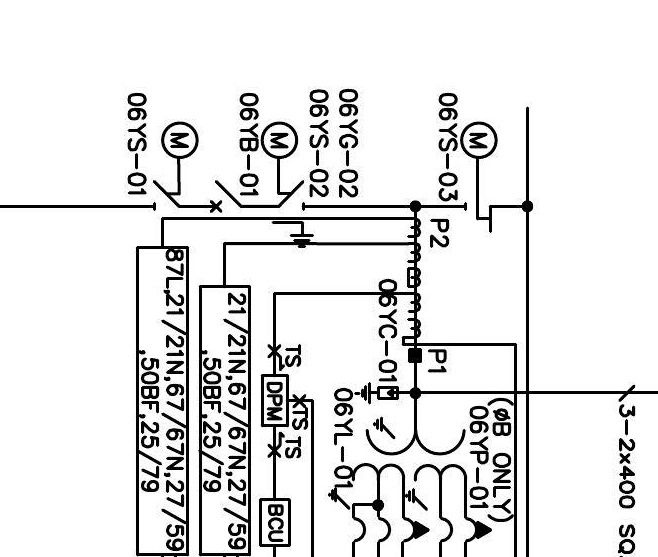 06YS-03
M
06YG-02
06YS-02
M
06YB-01
M
06YS-01
P2
06YC-01
P1
06YL-01
(ØB ONLY)
06YP-01
3-2x400 SQ.
TS
TS
TS
DPM
BCU
21/21N,67/67N,27/59
,50BF,25/79
87L,21/21N,67/67N,27/59
,50BF,25/79